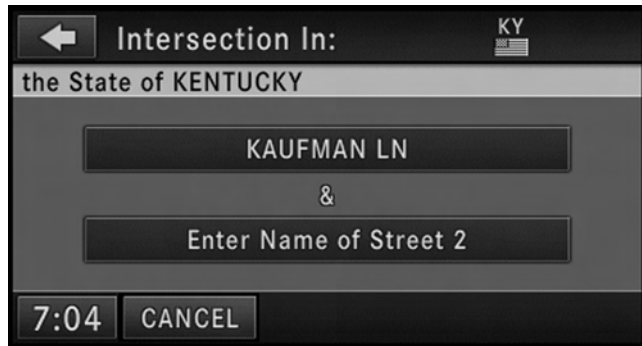 Intersection In: KY
the State of KENTUCKY
KAUFMAN LN
&
Enter Name of Street 2
7:04 CANCEL